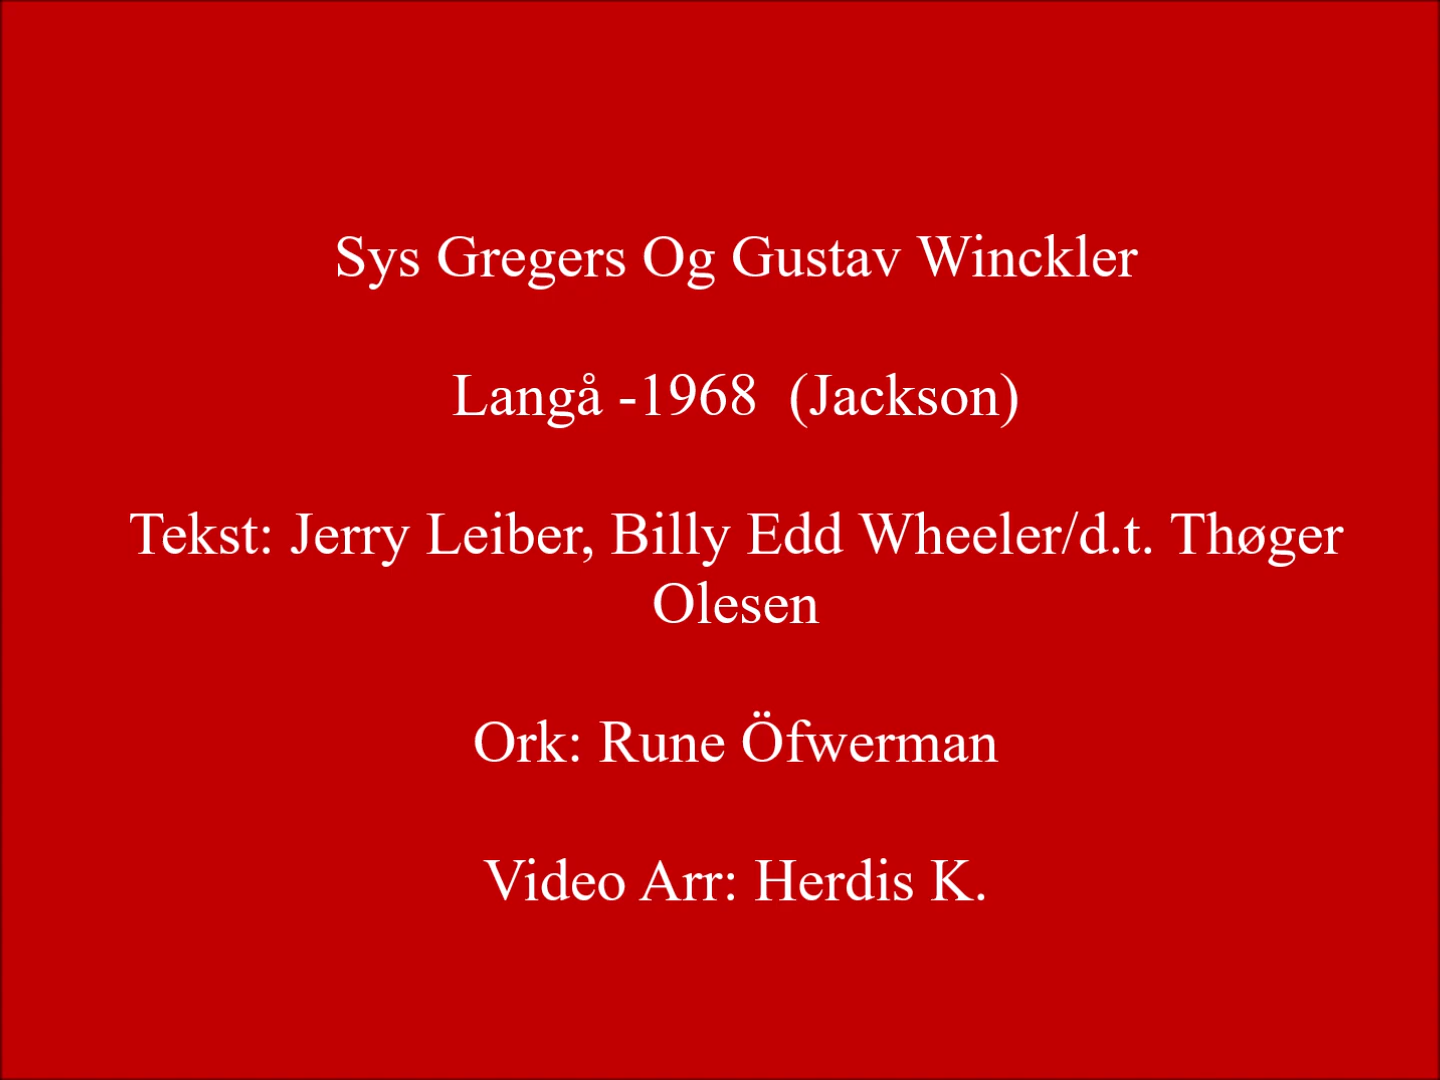 Sys Gregers Og Gustav Winckler
Langå -1968  (Jackson)
Tekst: Jerry Leiber, Billy Edd Wheeler/d.t. Thøger
Olesen
Ork: Rune Öfwerman
Video Arr: Herdis K.